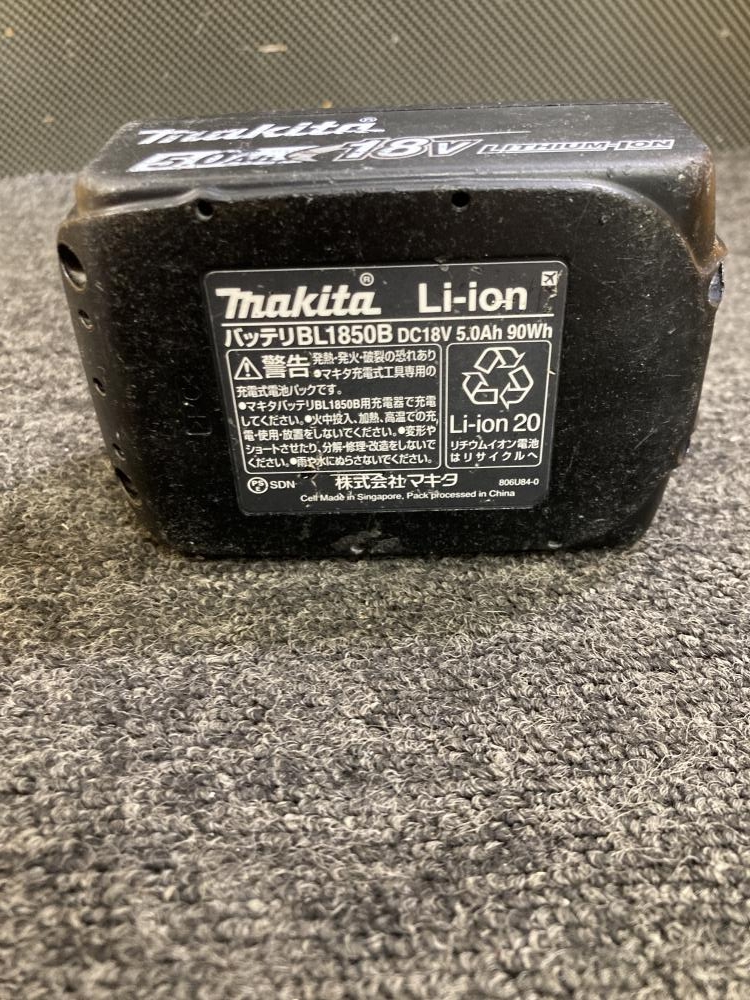 makita®
5.0Ah 18V LITHIUM-ION
makita® Li-ion
バッテリBL1850B DC18V 5.0Ah 90Wh
警告 発熱・発火・破裂の恐れあり
●マキタ充電式工具専用の
充電式電池パックです。
●マキタバッテリBL1850B用充電器で充電
してください。●火中投入、加熱、高温での充
電・使用・放置をしないでください。●変形や
ショートさせたり、分解・修理・改造をしないで
ください。●雨や水にぬらさないでください。
Li-ion 20
リチウムイオン電池
はリサイクルへ
PS E SDN 株式会社マキタ 806U84-0
Cell Made in Singapore, Pack processed in China